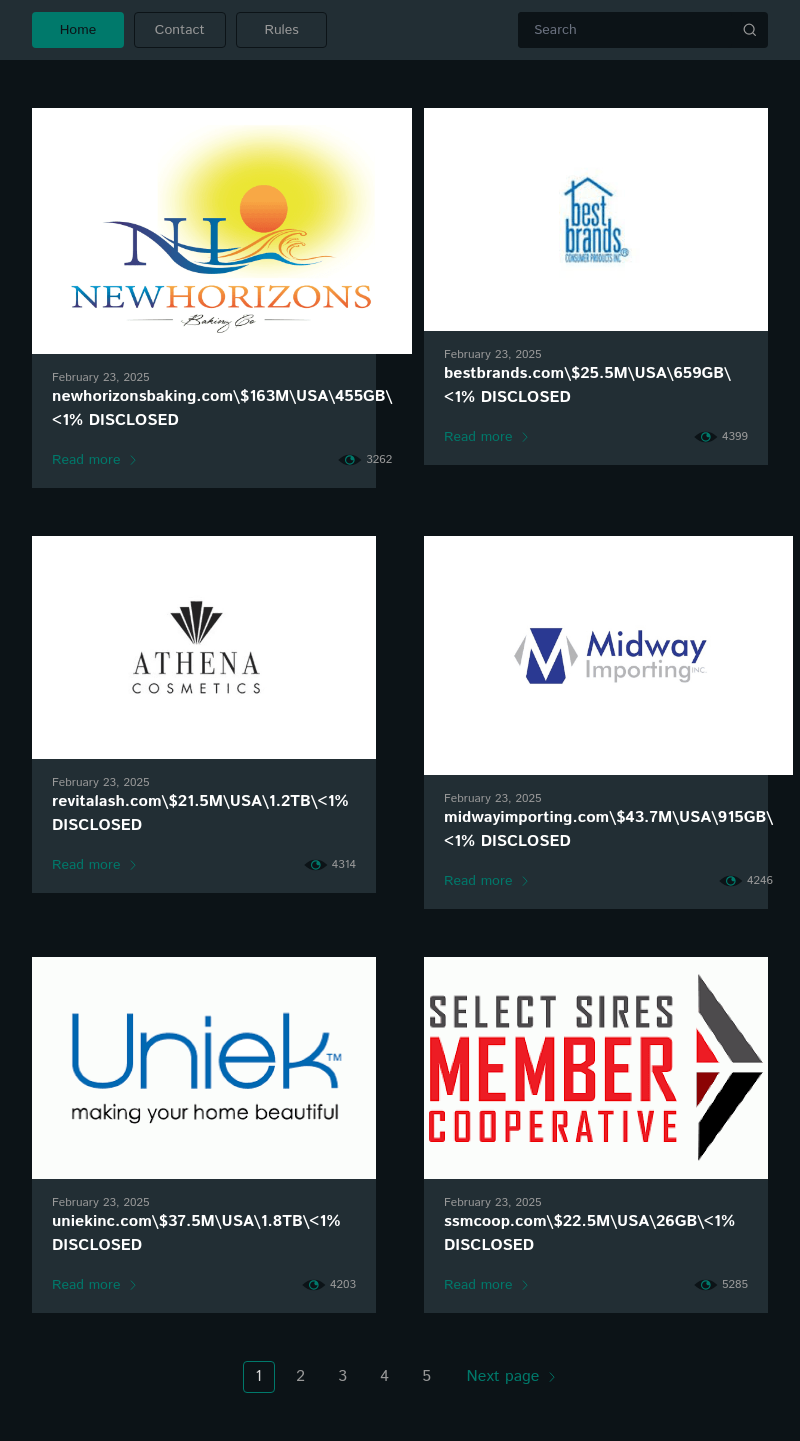 Home
Contact
Rules
Search
NH
NEWHORIZONS
Baking Co
best
brands
CONSUMER PRODUCTS INC
February 23, 2025
newhorizonsbaking.com\$163M\USA\455GB\
<1% DISCLOSED
Read more
3262
February 23, 2025
bestbrands.com\$25.5M\USA\659GB\
<1% DISCLOSED
Read more
4399
ATHENA
COSMETICS
M
Midway
Importing INC.
February 23, 2025
revitalash.com\$21.5M\USA\1.2TB\<1%
DISCLOSED
Read more
4314
February 23, 2025
midwayimporting.com\$43.7M\USA\915GB\
<1% DISCLOSED
Read more
4246
Uniek™
making your home beautiful
SELECT SIRES
MEMBER
COOPERATIVE
February 23, 2025
uniekinc.com\$37.5M\USA\1.8TB\<1%
DISCLOSED
Read more
4203
February 23, 2025
ssmcoop.com\$22.5M\USA\26GB\<1%
DISCLOSED
Read more
5285
1 2 3 4 5 Next page